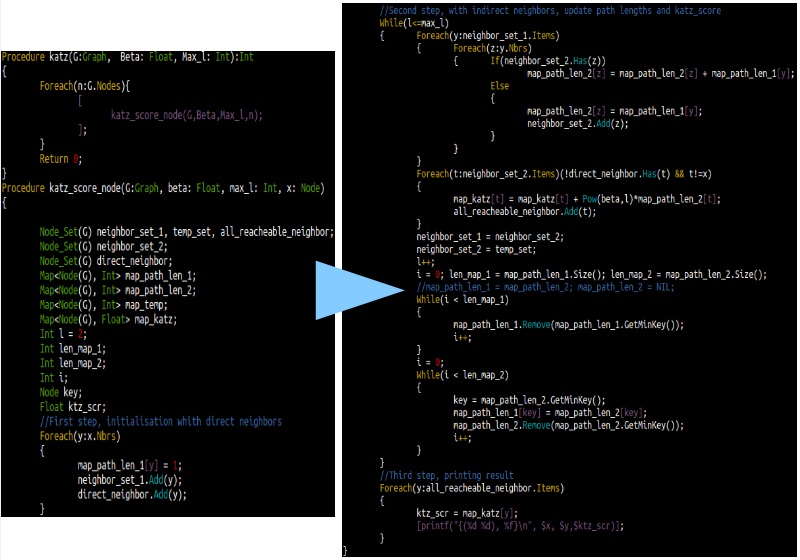 Procedure katz(G:Graph,  Beta: Float, Max_l: Int):Int
{
Foreach(n:G.Nodes){
[
katz_score_node(G,Beta,Max_l,n);
];
}
Return 0;
}
Procedure katz_score_node(G:Graph, beta: Float, max_l: Int, x: Node)
{
Node_Set(G) neighbor_set_1, temp_set, all_reacheable_neighbor;
Node_Set(G) neighbor_set_2;
Node_Set(G) direct_neighbor;
Map<Node(G), Int> map_path_len_1;
Map<Node(G), Int> map_path_len_2;
Map<Node(G), Int> map_temp;
Map<Node(G), Float> map_katz;
Int l = 2;
Int len_map_1;
Int len_map_2;
Int i;
Node key;
Float ktz_scr;
//First step, initialisation whith direct neighbors
Foreach(y:x.Nbrs)
{
map_path_len_1[y] = 1;
neighbor_set_1.Add(y);
direct_neighbor.Add(y);
}
//Second step, with indirect neighbors, update path lengths and katz_score
While(l<=max_l)
{ Foreach(y:neighbor_set_1.Items)
{ Foreach(z:y.Nbrs)
{ If(neighbor_set_2.Has(z))
map_path_len_2[z] = map_path_len_2[z] + map_path_len_1[y];
Else
{
map_path_len_2[z] = map_path_len_1[y];
neighbor_set_2.Add(z);
}
}
}
Foreach(t:neighbor_set_2.Items)(!direct_neighbor.Has(t) && t!=x)
{
map_katz[t] = map_katz[t] + Pow(beta,l)*map_path_len_2[t];
all_reacheable_neighbor.Add(t);
}
neighbor_set_1 = neighbor_set_2;
neighbor_set_2 = temp_set;
l++;
i = 0; len_map_1 = map_path_len_1.Size(); len_map_2 = map_path_len_2.Size();
//map_path_len_1 = map_path_len_2; map_path_len_2 = NIL;
While(i < len_map_1)
{
map_path_len_1.Remove(map_path_len_1.GetMinKey());
i++;
}
i = 0;
While(i < len_map_2)
{
key = map_path_len_2.GetMinKey();
map_path_len_1[key] = map_path_len_2[key];
map_path_len_2.Remove(map_path_len_2.GetMinKey());
i++;
}
}
//Third step, printing result
Foreach(y:all_reacheable_neighbor.Items)
{
ktz_scr = map_katz[y];
[printf("{(%d %d), %f}\n", $x, $y,$ktz_scr)];
}
}